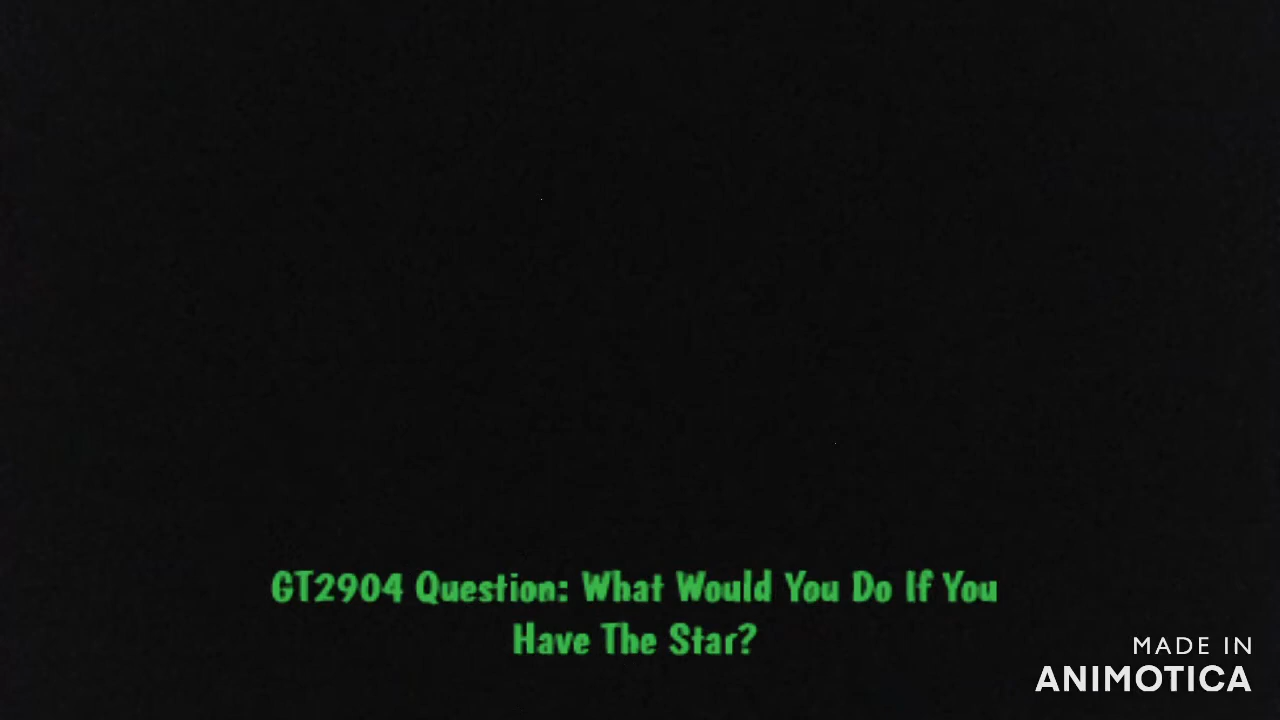 GT2904 Question: What Would You Do If You
Have The Star?
MADE IN
ANIMOTICA